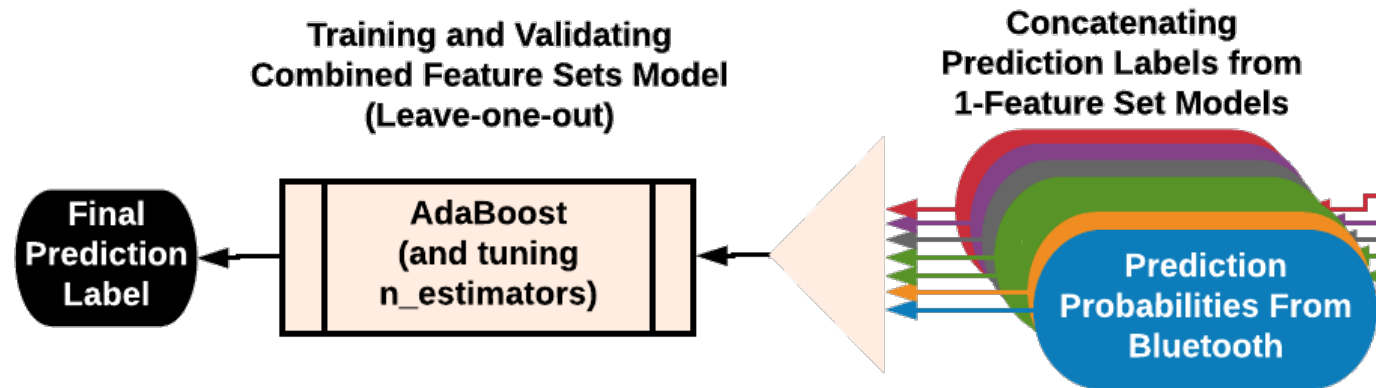 Training and Validating
Combined Feature Sets Model
(Leave-one-out)
Concatenating
Prediction Labels from
1-Feature Set Models
Final
Prediction
Label
AdaBoost
(and tuning
n_estimators)
Prediction
Probabilities From
Bluetooth